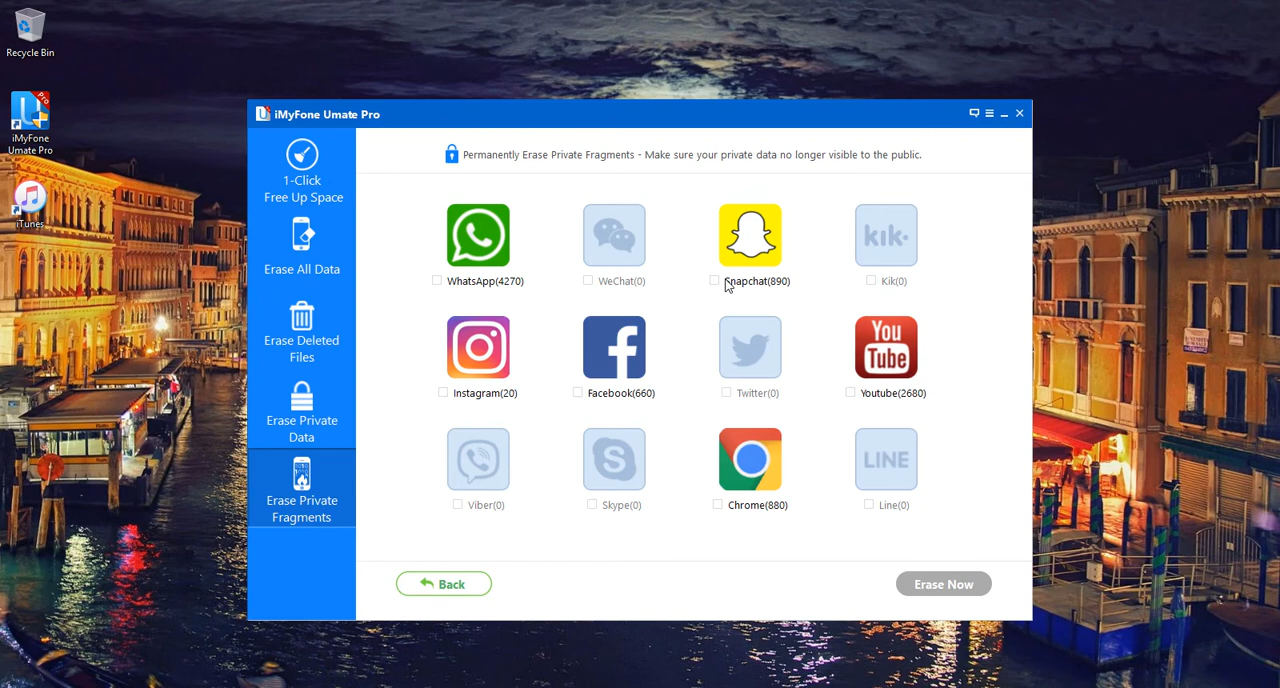 Recycle Bin
iMyFone
Umate Pro
iTunes
iMyFone Umate Pro
1-Click
Free Up Space
Erase All Data
Erase Deleted
Files
Erase Private
Data
Erase Private
Fragments
Permanently Erase Private Fragments - Make sure your private data no longer visible to the public.
kik·
WhatsApp(4270)
WeChat(0)
Snapchat(890)
Kik(0)
You
Tube
Instagram(20)
Facebook(660)
Twitter(0)
Youtube(2680)
LINE
Viber(0)
Skype(0)
Chrome(880)
Line(0)
Back
Erase Now